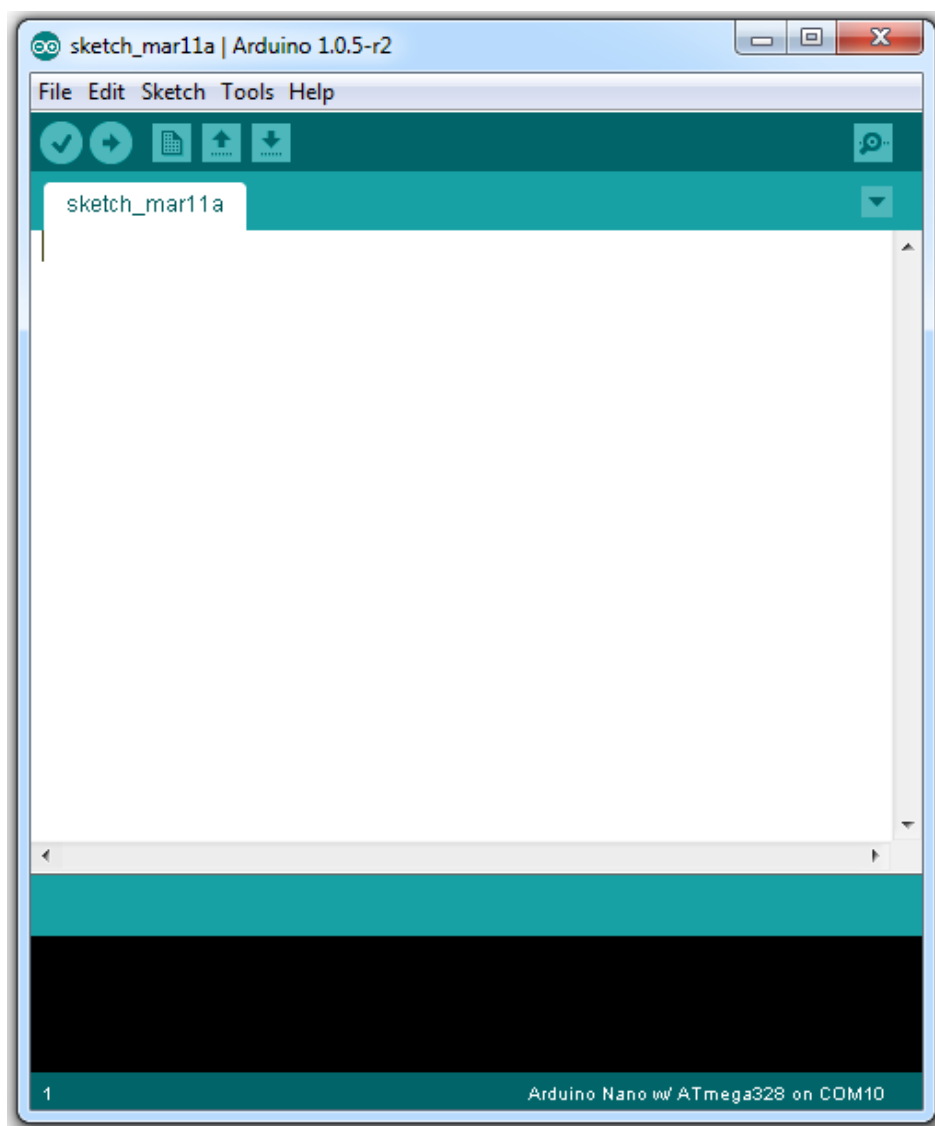 sketch_mar11a | Arduino 1.0.5-r2
File Edit Sketch Tools Help
sketch_mar11a
1 Arduino Nano w/ ATmega328 on COM10